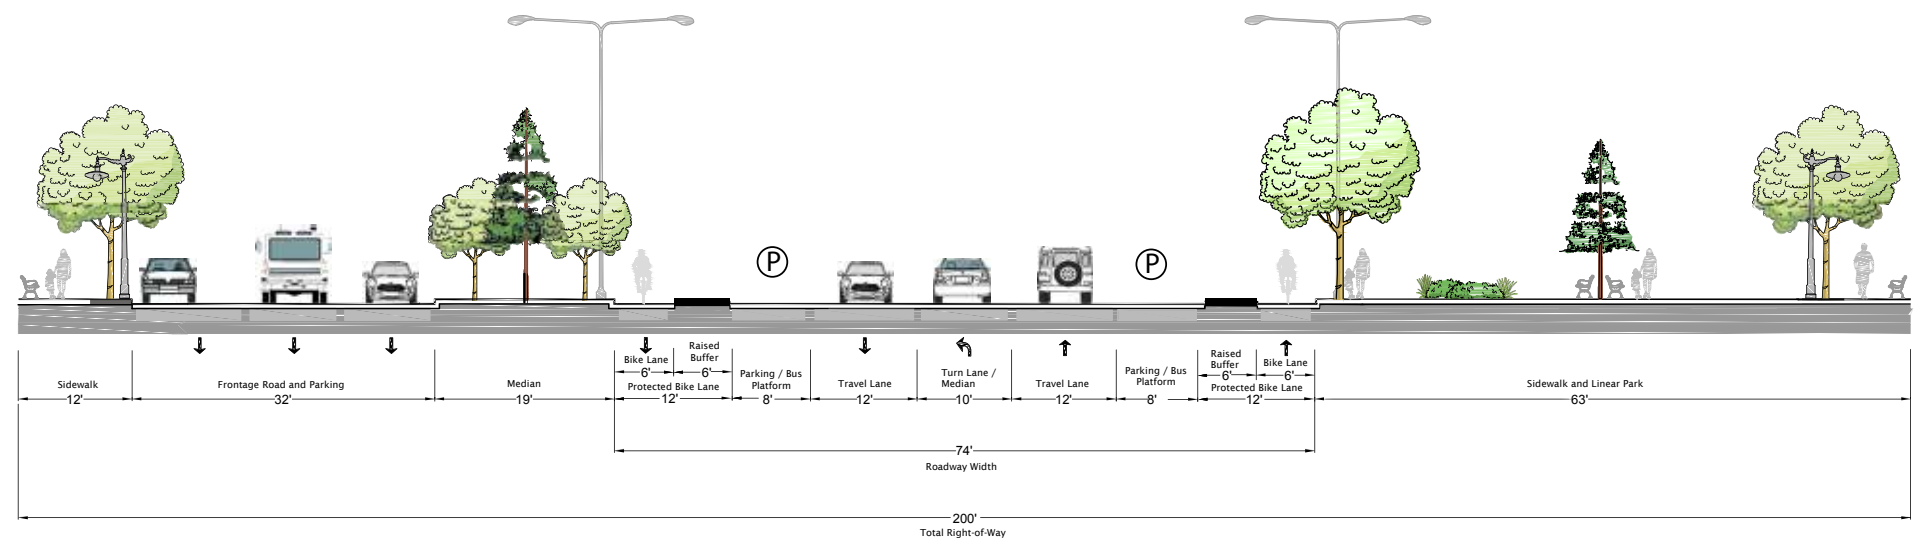 P
P
Sidewalk
12'
Frontage Road and Parking
32'
Median
19'
Bike Lane
6'
Raised
Buffer
6'
Protected Bike Lane
12'
Parking / Bus
Platform
8'
Travel Lane
12'
Turn Lane /
Median
10'
Travel Lane
12'
Parking / Bus
Platform
8'
Raised
Buffer
6'
Bike Lane
6'
Protected Bike Lane
12'
Sidewalk and Linear Park
63'
74'
Roadway Width
200'
Total Right-of-Way